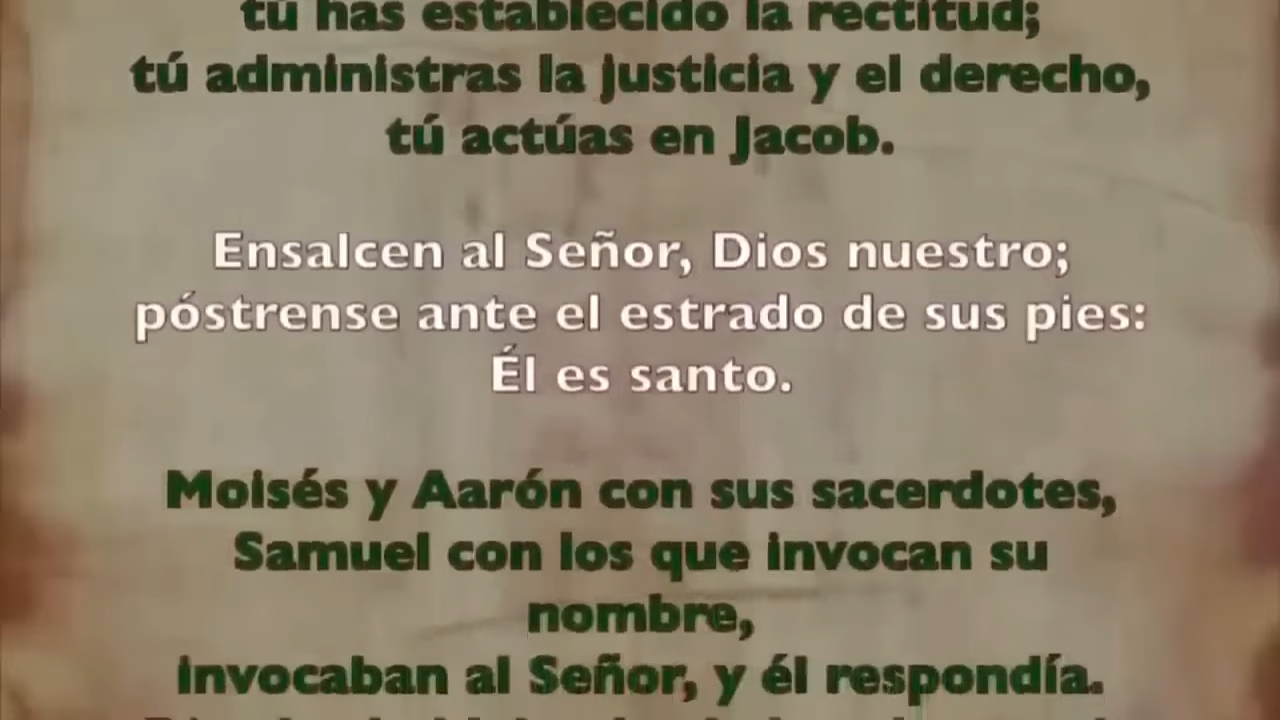 tú has establecido la rectitud;
tú administras la justicia y el derecho,
tú actúas en Jacob.
Ensalcen al Señor, Dios nuestro;
póstrense ante el estrado de sus pies:
Él es santo.
Moisés y Aarón con sus sacerdotes,
Samuel con los que invocan su
nombre,
invocaban al Señor, y él respondía.